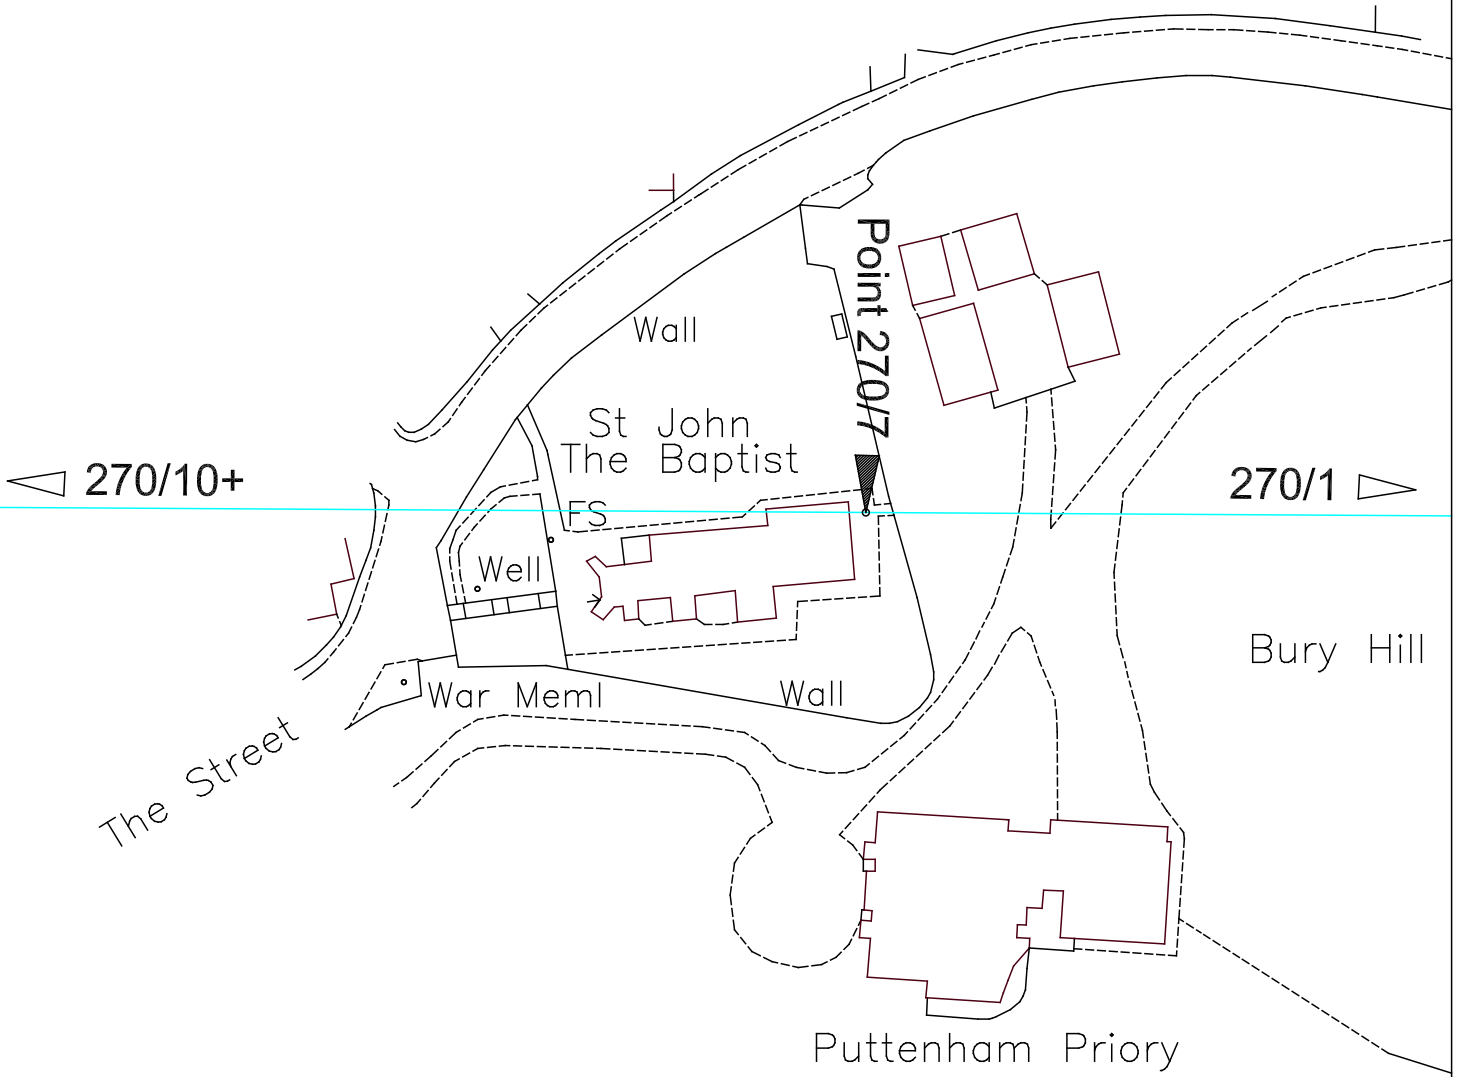 Point 270/7
Wall
St John
The Baptist
270/10+
270/1
FS
Well
Bury Hill
War Meml
Wall
The Street
Puttenham Priory